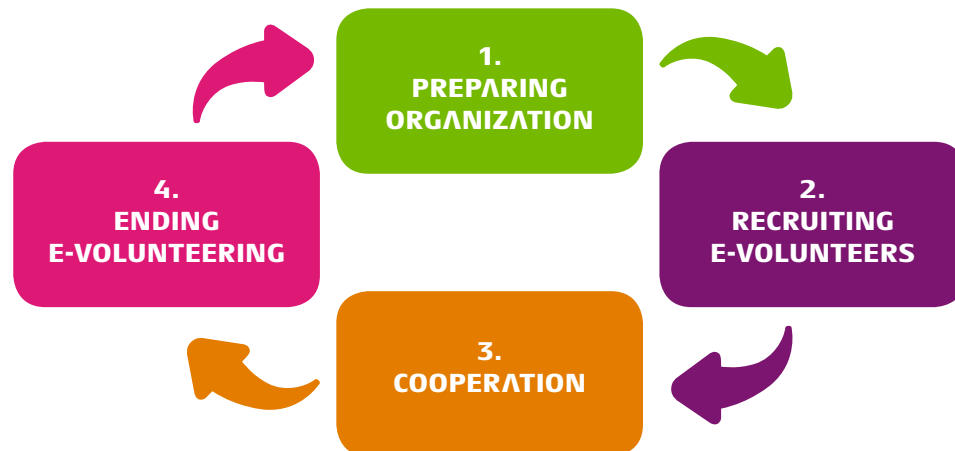 1.
PREPARING
ORGANIZATION
2.
RECRUITING
E-VOLUNTEERS
3.
COOPERATION
4.
ENDING
E-VOLUNTEERING